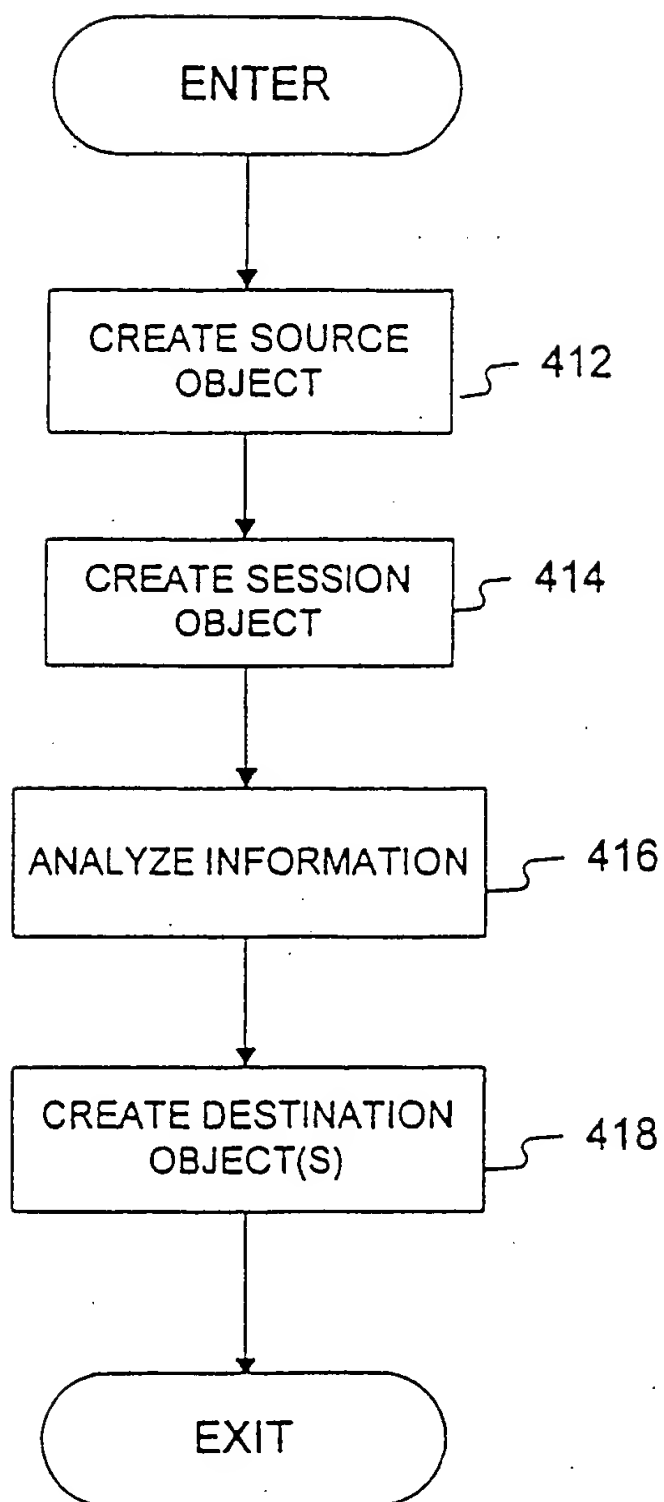 ENTER
CREATE SOURCE
OBJECT
412
CREATE SESSION
OBJECT
414
ANALYZE INFORMATION
416
CREATE DESTINATION
OBJECT(S)
418
EXIT